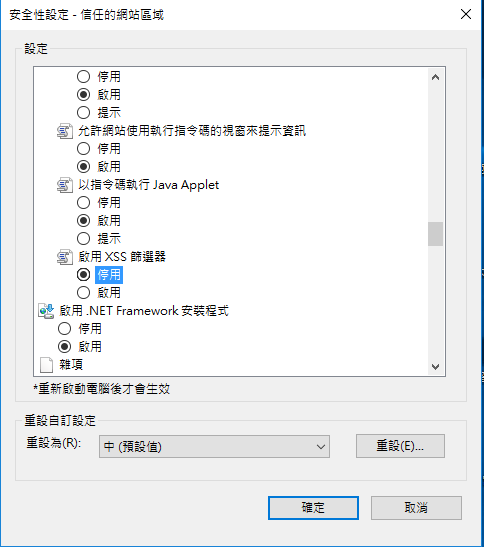 安全性設定 - 信任的網站區域
設定
停用
啟用
提示
允許網站使用執行指令碼的視窗來提示資訊
停用
啟用
以指令碼執行 Java Applet
停用
啟用
提示
啟用 XSS 篩選器
停用
啟用
啟用 .NET Framework 安裝程式
停用
啟用
雜項
*重新啟動電腦後才會生效
重設自訂設定
重設為(R):
中 (預設值)
重設(E)...
確定
取消